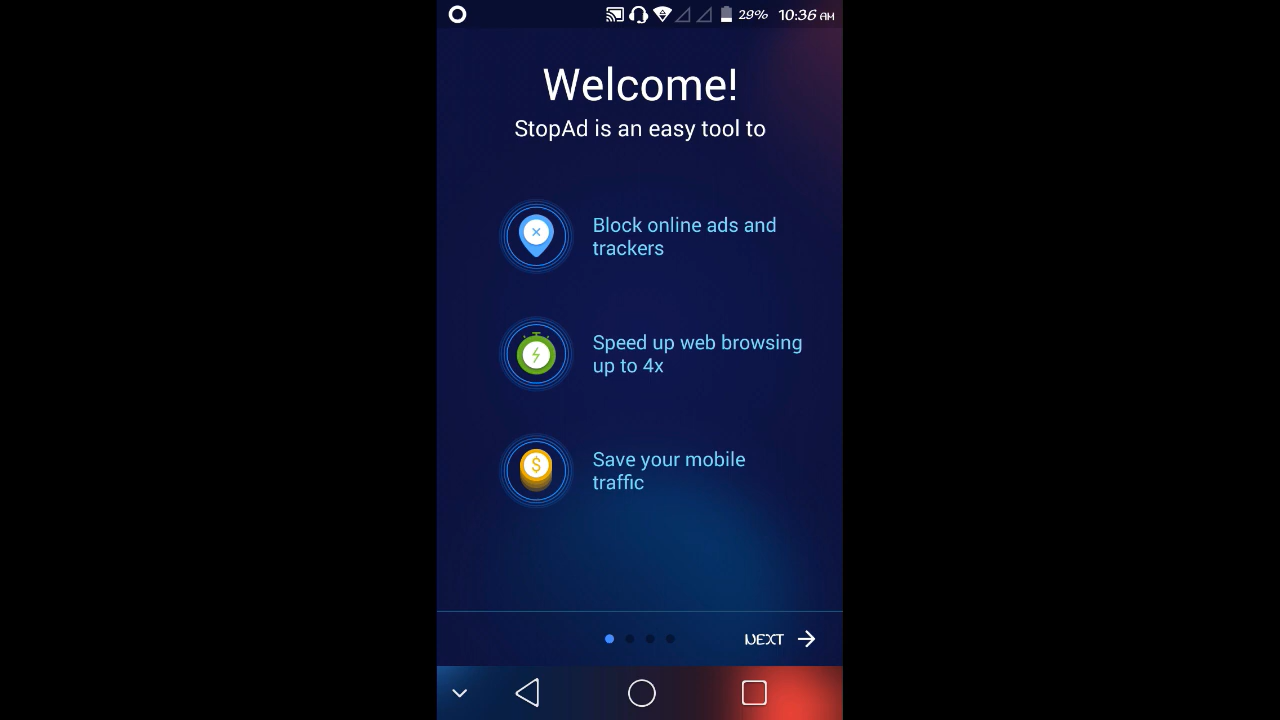 29% 10:36 AM
Welcome!
StopAd is an easy tool to
Block online ads and
trackers
Speed up web browsing
up to 4x
$
Save your mobile
traffic
NEXT